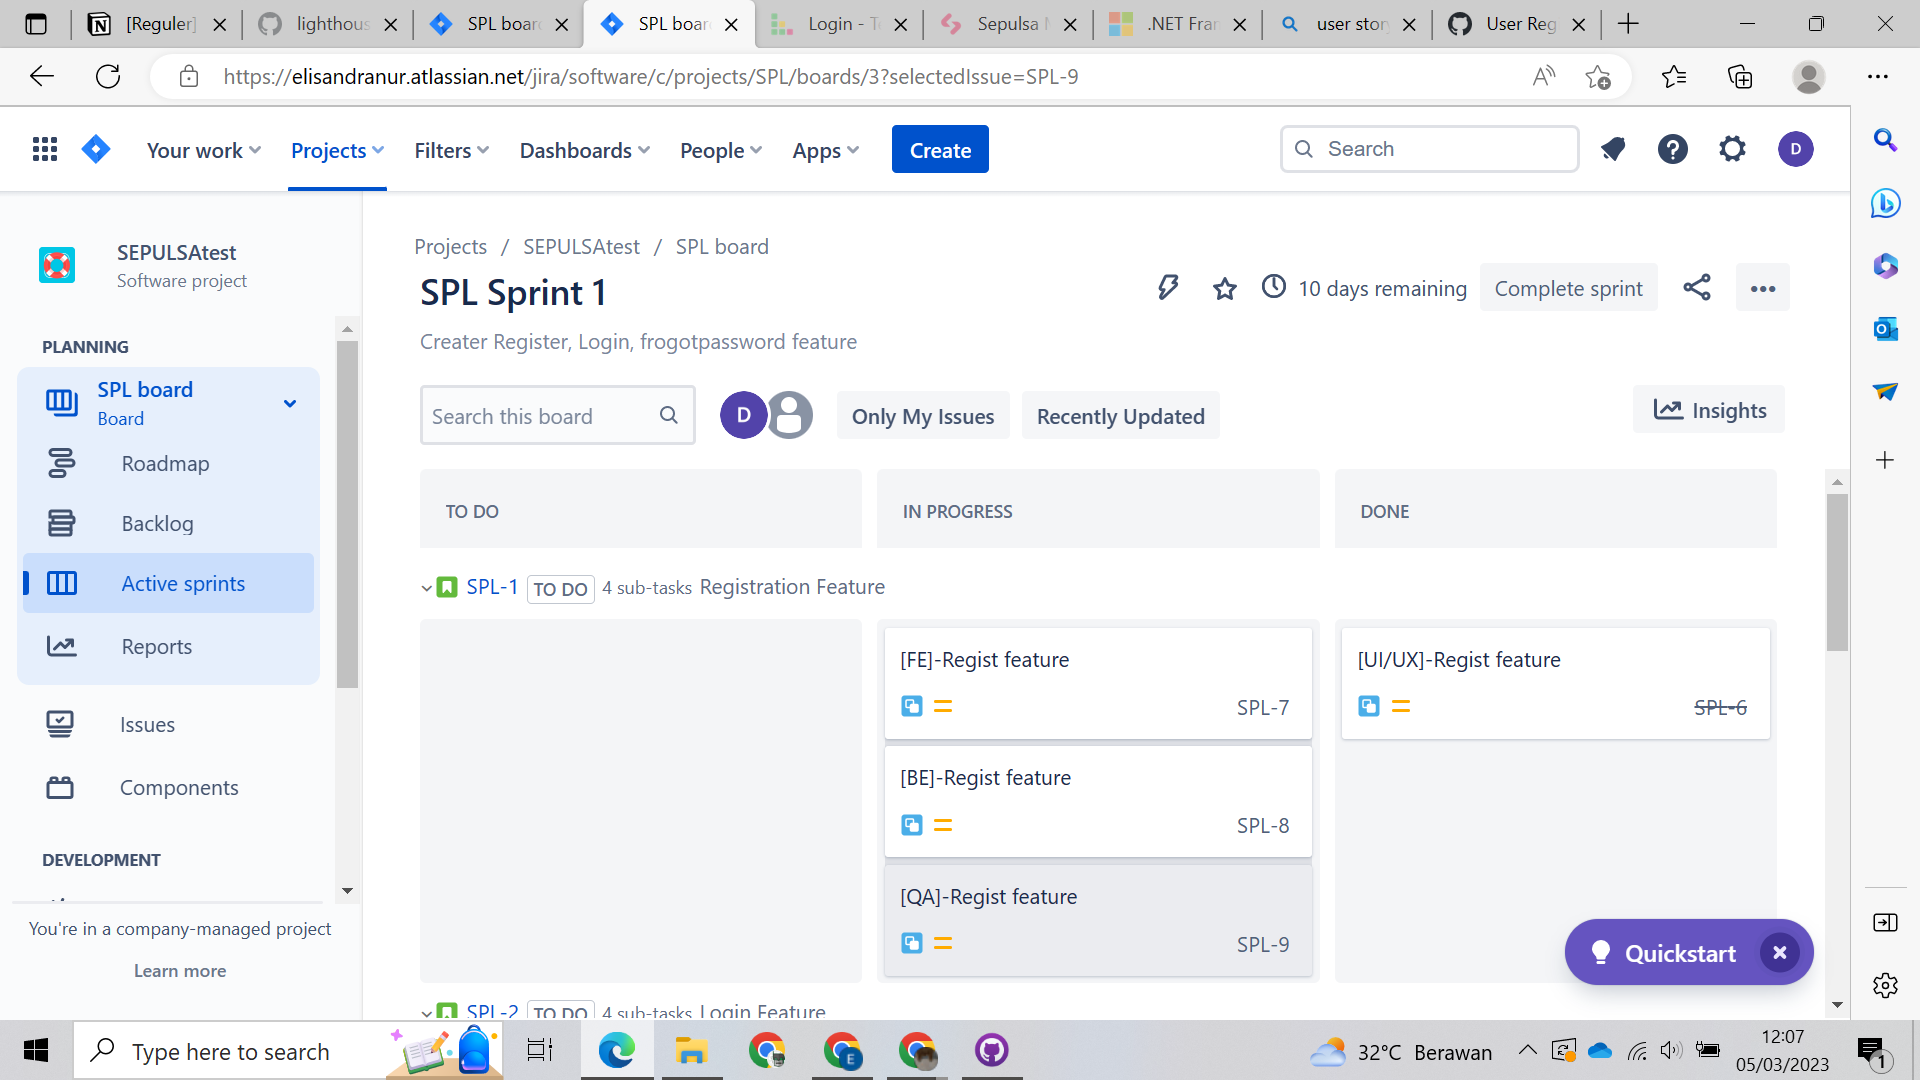 [Reguler]
lighthous
SPL board
SPL board
Login - Te
Sepulsa M
.NET Fran
user story
User Reg
https://elisandranur.atlassian.net/jira/software/c/projects/SPL/boards/3?selectedIssue=SPL-9
Your work
Projects
Filters
Dashboards
People
Apps
Create
Search
D
SEPULSAtest
Software project
PLANNING
SPL board
Board
Roadmap
Backlog
Active sprints
Reports
Issues
Components
DEVELOPMENT
You're in a company-managed project
Learn more
Projects / SEPULSAtest / SPL board
SPL Sprint 1
10 days remaining
Complete sprint
Creater Register, Login, frogotpassword feature
Search this board
D
Only My Issues
Recently Updated
Insights
TO DO
IN PROGRESS
DONE
SPL-1 TO DO 4 sub-tasks Registration Feature
[FE]-Regist feature
SPL-7
[BE]-Regist feature
SPL-8
[QA]-Regist feature
SPL-9
[UI/UX]-Regist feature
SPL-6
SPL-2 TO DO 4 sub-tasks Login Feature
Quickstart
Type here to search
E
32°C Berawan
12:07
05/03/2023
1